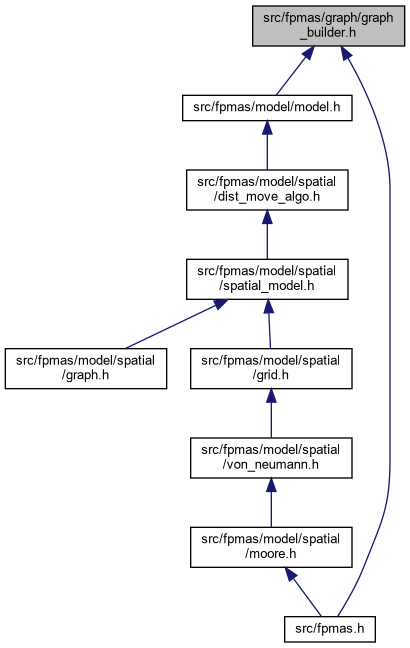 src/fpmas/graph/graph
_builder.h
src/fpmas/model/model.h
src/fpmas/model/spatial
/dist_move_algo.h
src/fpmas/model/spatial
/spatial_model.h
src/fpmas/model/spatial
/graph.h
src/fpmas/model/spatial
/grid.h
src/fpmas/model/spatial
/von_neumann.h
src/fpmas/model/spatial
/moore.h
src/fpmas.h